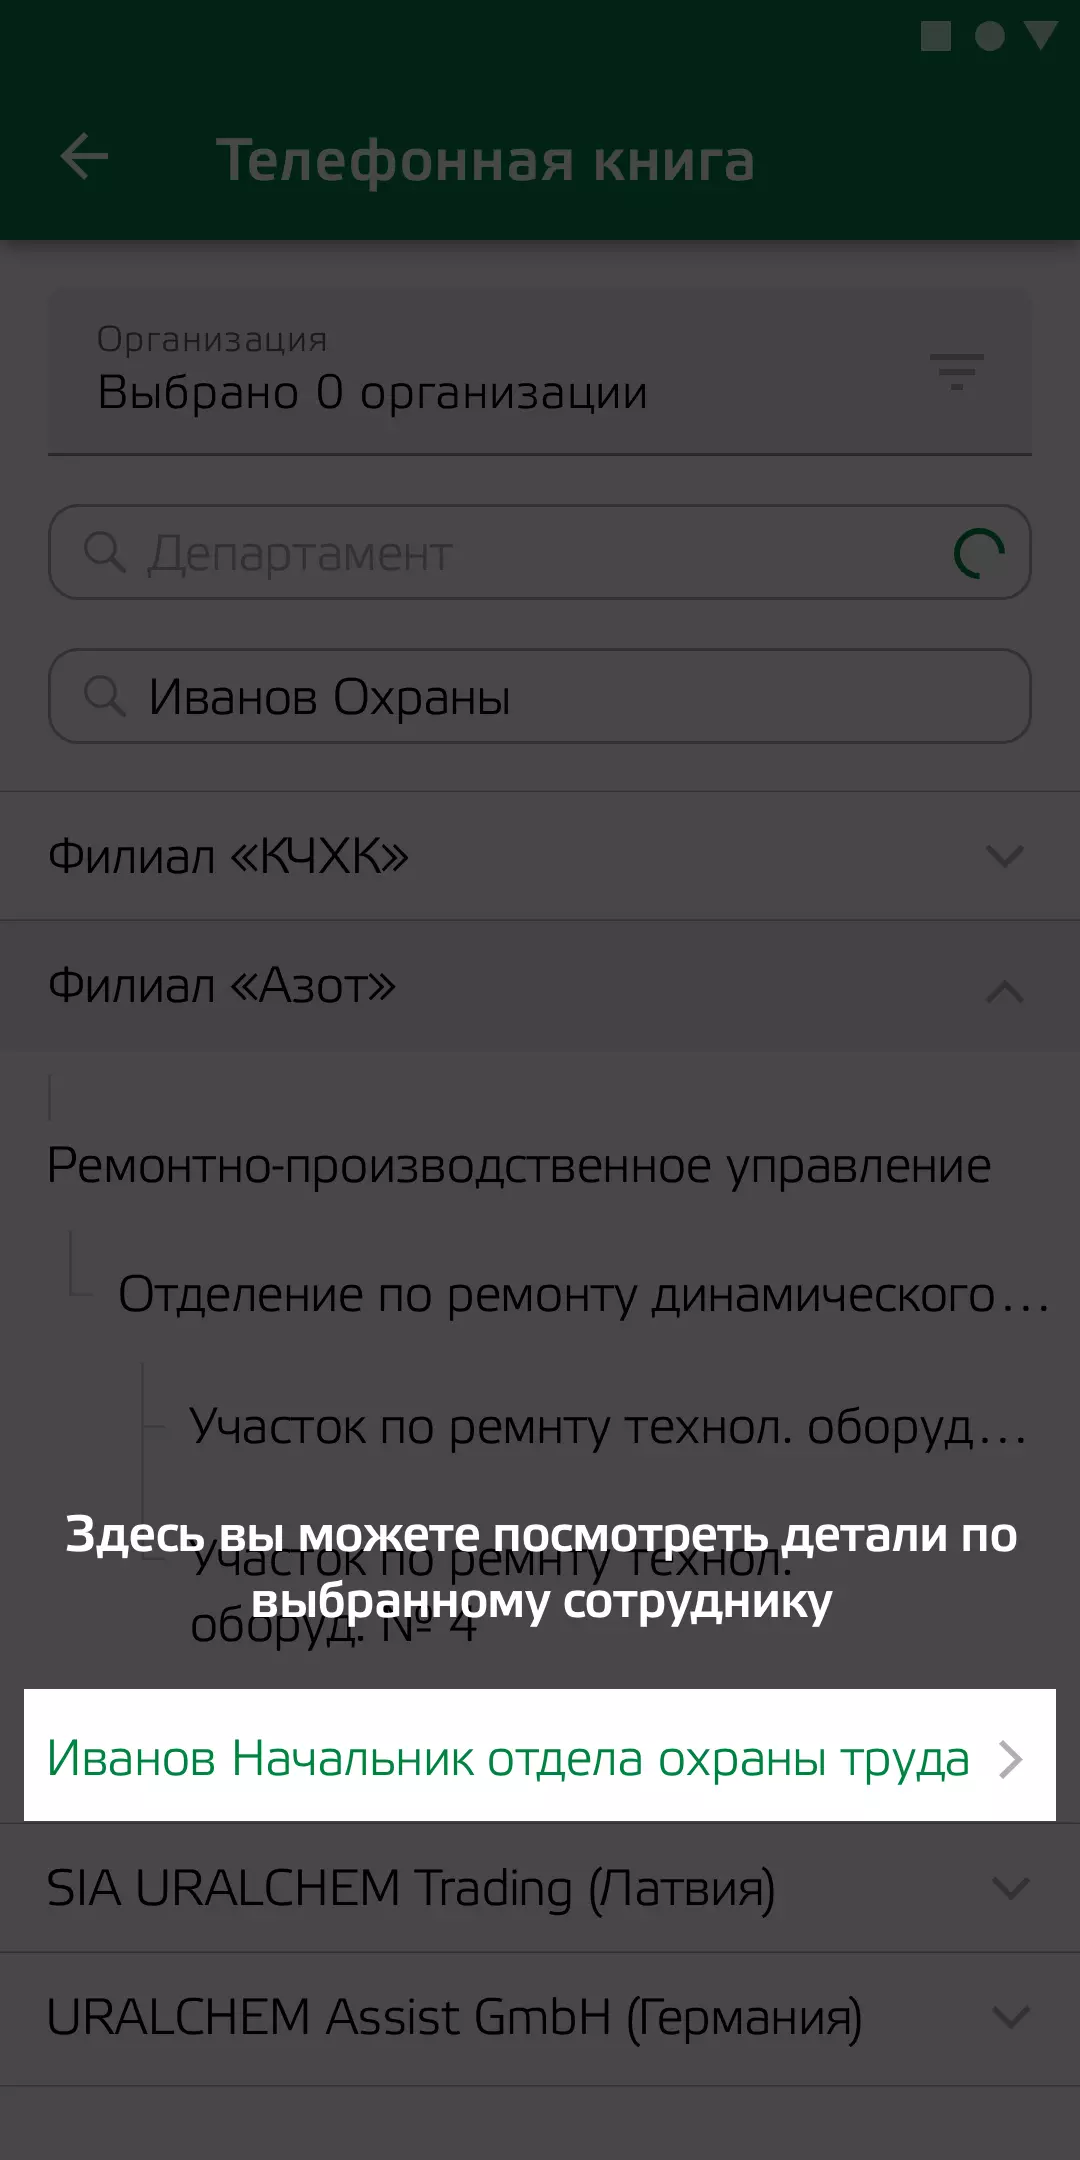 Телефонная книга
Организация
Выбрано 0 организации
Департамент
Иванов Охраны
Филиал «КЧХК»
Филиал «Азот»
Ремонтно-производственное управление
Отделение по ремонту динамического...
Участок по ремнту технол. оборуд...
Здесь вы можете посмотреть детали по
выбранному сотруднику
Участок по ремнту технол.
оборуд. № 4
Иванов Начальник отдела охраны труда
SIA URALCHEM Trading (Латвия)
URALCHEM Assist GmbH (Германия)